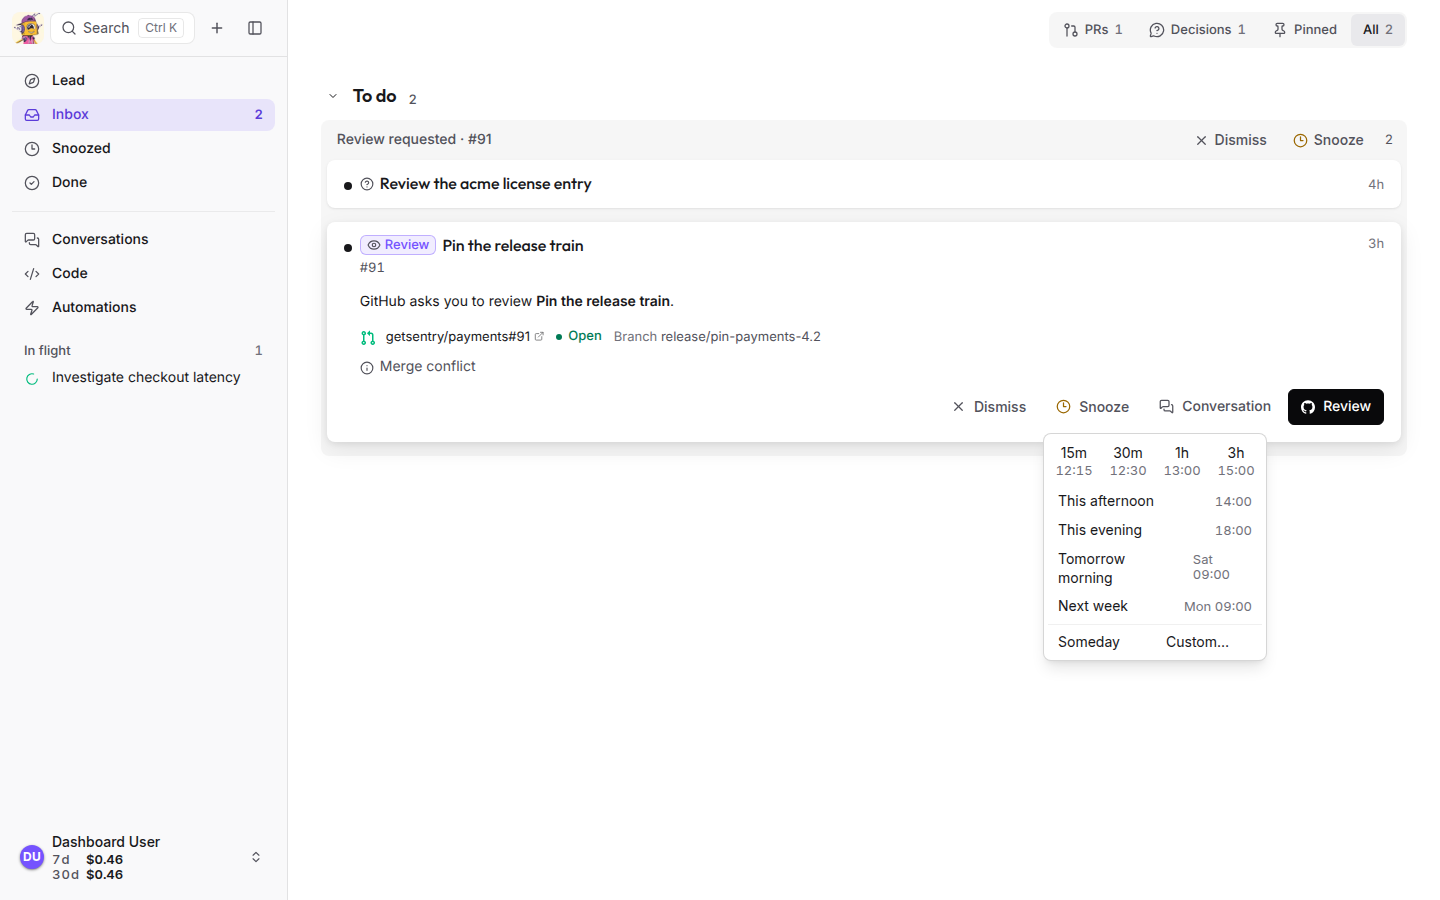 Search Ctrl K
PRs 1 Decisions 1 Pinned All 2
Lead
Inbox 2
Snoozed
Done
Conversations
Code
Automations
In flight 1
Investigate checkout latency
Dashboard User
DU
7d $0.46
30d $0.46
To do 2
Review requested · #91 Dismiss Snooze 2
Review the acme license entry 4h
Review Pin the release train 3h
#91
GitHub asks you to review Pin the release train.
getsentry/payments#91 Open Branch release/pin-payments-4.2
Merge conflict
Dismiss Snooze Conversation Review
15m 30m 1h 3h
12:15 12:30 13:00 15:00
This afternoon 14:00
This evening 18:00
Tomorrow morning Sat 09:00
Next week Mon 09:00
Someday Custom...